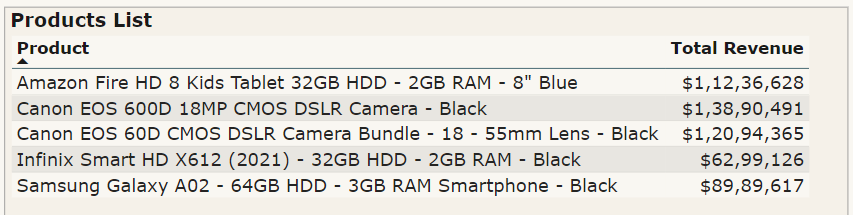 Products List
Product Total Revenue
Amazon Fire HD 8 Kids Tablet 32GB HDD - 2GB RAM - 8" Blue $1,12,36,628
Canon EOS 600D 18MP CMOS DSLR Camera - Black $1,38,90,491
Canon EOS 60D CMOS DSLR Camera Bundle - 18 - 55mm Lens - Black $1,20,94,365
Infinix Smart HD X612 (2021) - 32GB HDD - 2GB RAM - Black $62,99,126
Samsung Galaxy A02 - 64GB HDD - 3GB RAM Smartphone - Black $89,89,617